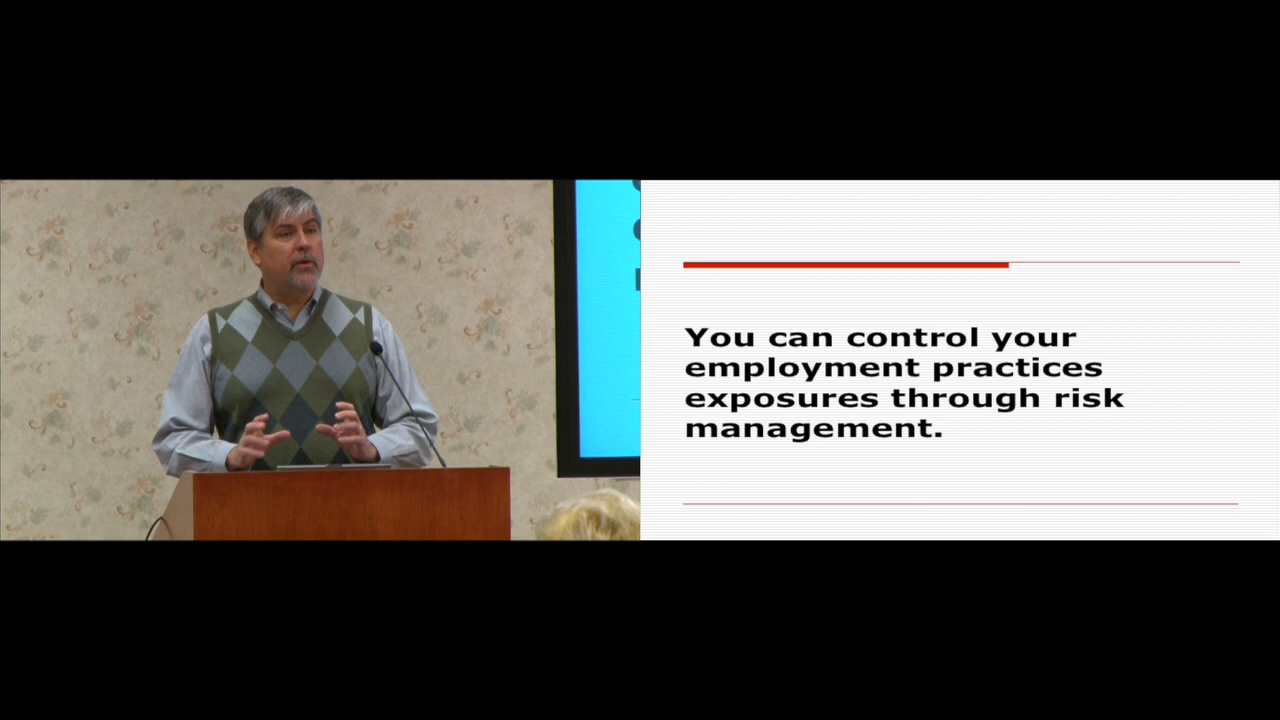 You can control your
employment practices
exposures through risk
management.